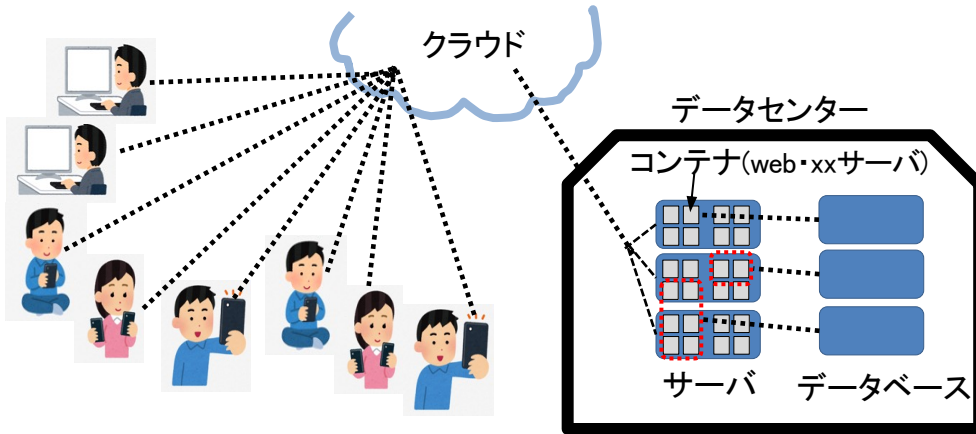 クラウド
データセンター
コンテナ(web・xxサーバ)
サーバ
データベース